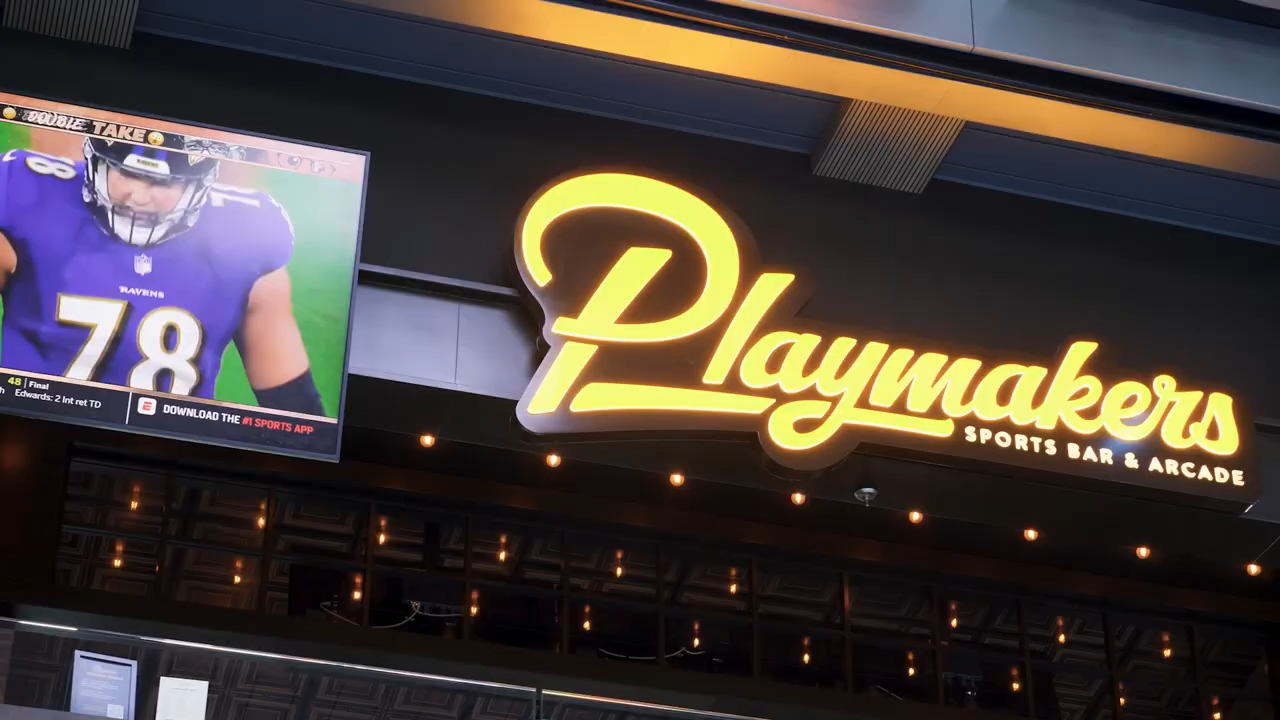 DOUBLE TAKE
78
RAVENS
78
48 | Final
Edwards: 2 Int ret TD
DOWNLOAD THE #1 SPORTS APP
Playmakers
SPORTS BAR & ARCADE